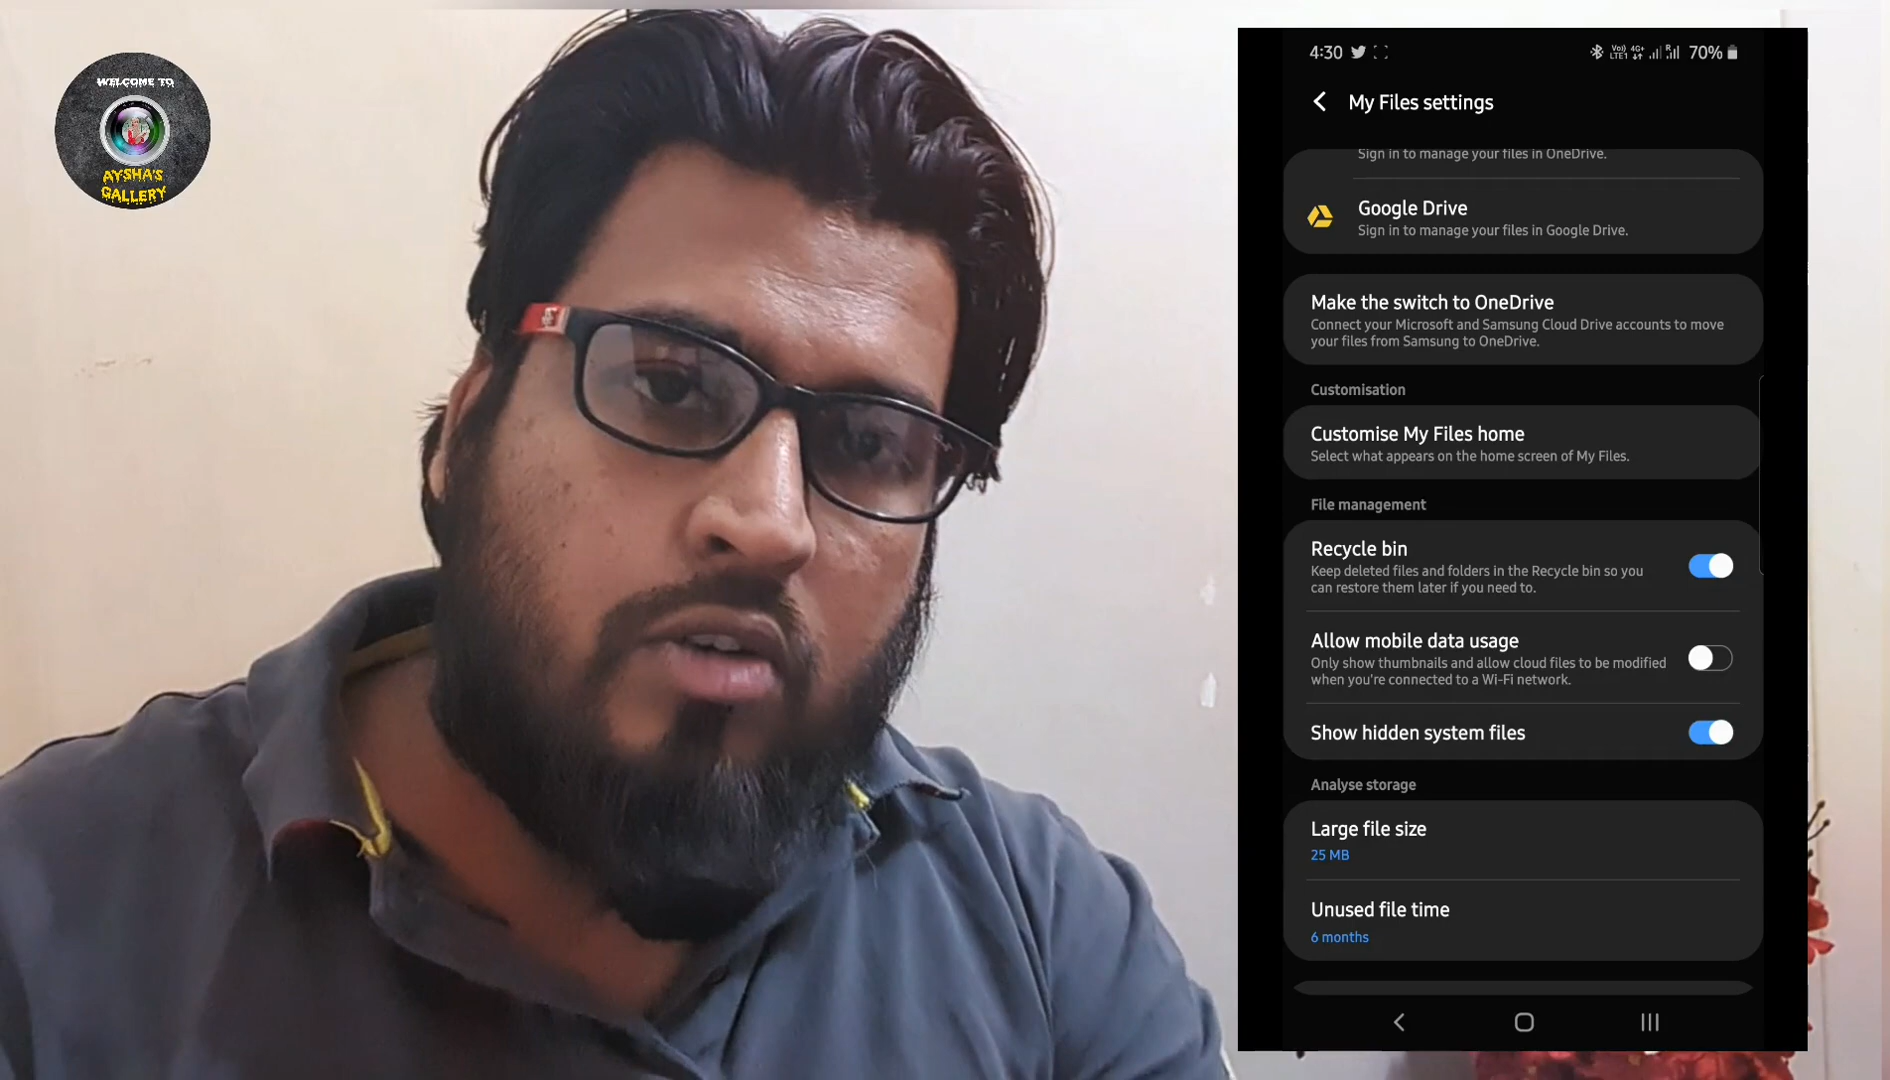 WELCOME TO
AYSHA'S
GALLERY
4:30
Vo) 4G+
LTE1
R
70%
My Files settings
Sign in to manage your files in OneDrive.
Google Drive
Sign in to manage your files in Google Drive.
Make the switch to OneDrive
Connect your Microsoft and Samsung Cloud Drive accounts to move
your files from Samsung to OneDrive.
Customisation
Customise My Files home
Select what appears on the home screen of My Files.
File management
Recycle bin
Keep deleted files and folders in the Recycle bin so you
can restore them later if you need to.
Allow mobile data usage
Only show thumbnails and allow cloud files to be modified
when you're connected to a Wi-Fi network.
Show hidden system files
Analyse storage
Large file size
25 MB
Unused file time
6 months